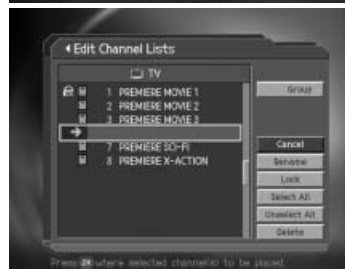 Edit Channel Lists
TV
1 PREMIERE MOVIE 1
2 PREMIERE MOVIE 2
3 PREMIERE MOVIE 3
7 PREMIERE SCI-FI
8 PREMIERE X-ACTION
Group
Cancel
Rename
Lock
Select All
Unselect All
Delete
Press OK where selected channel(s) to be placed.